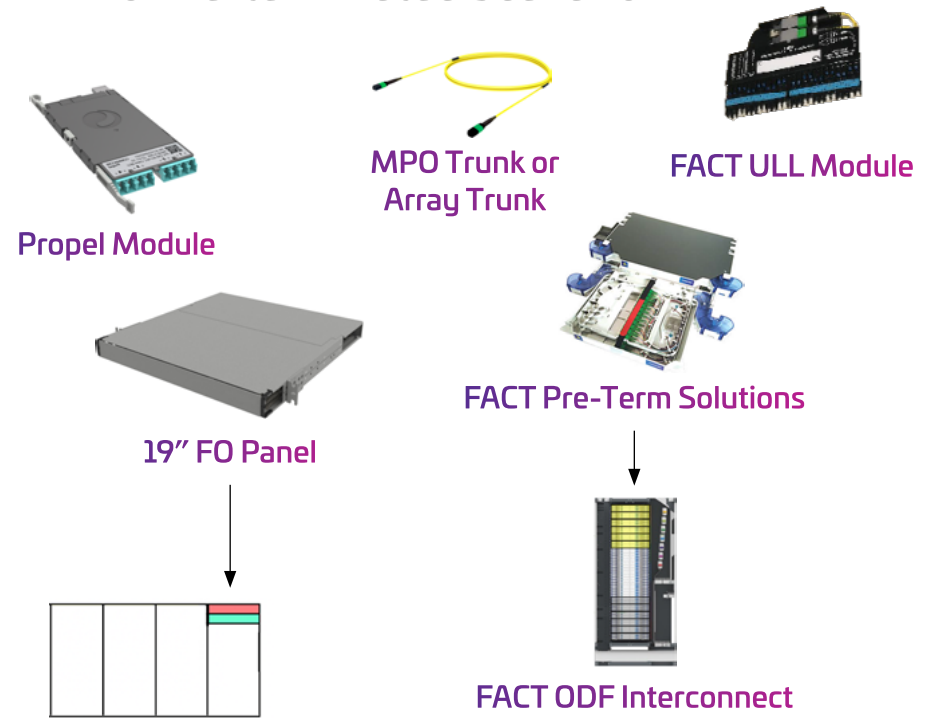 MPO Trunk or
Array Trunk
FACT ULL Module
Propel Module
FACT Pre-Term Solutions
19” FO Panel
FACT ODF Interconnect